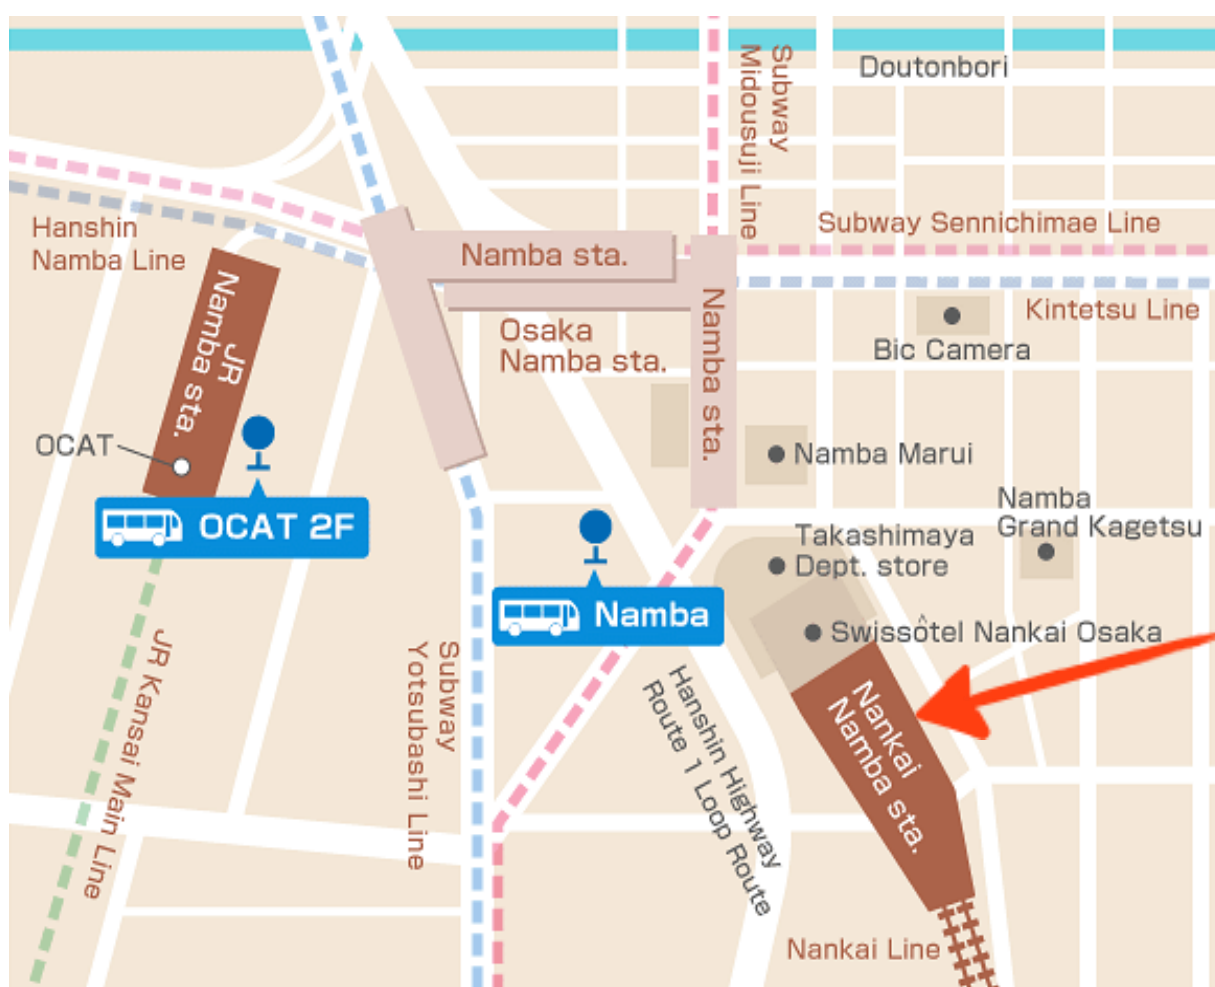 Doutonbori
Subway
Midousuji Line
Subway Sennichimae Line
Hanshin
Namba Line
Namba sta.
Kintetsu Line
JR
Namba sta.
Osaka
Namba sta.
Namba sta.
Bic Camera
OCAT
Namba Marui
OCAT 2F
Namba
Grand Kagetsu
Takashimaya
Dept. store
Namba
Swissôtel Nankai Osaka
Subway
Yotsubashi Line
JR Kansai Main Line
Hanshin Highway
Route 1 Loop Route
Nankai
Namba sta.
Nankai Line